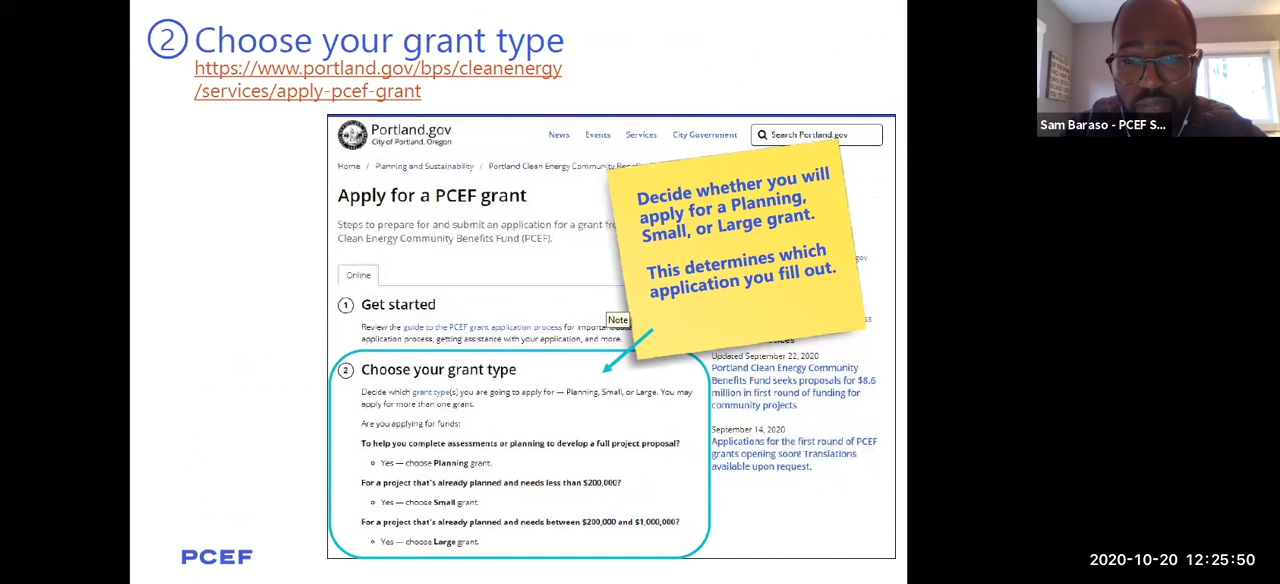 2 Choose your grant type
https://www.portland.gov/bps/cleanenergy
/services/apply-pcef-grant
Portland.gov
City of Portland, Oregon
News Events Services City Government Search Portland.gov
Home / Planning and Sustainability / Portland Clean Energy Community
Apply for a PCEF grant
Steps to prepare for and submit an application for a grant
Clean Energy Community Benefits Fund (PCEF).
Online
1 Get started
Review the guide to the PCEF grant application process for
application process, getting assistance with your application, and more.
2 Choose your grant type
Decide which grant type(s) you are going to apply for — Planning, Small, or Large. You may
apply for more than one grant.
Are you applying for funds:
To help you complete assessments or planning to develop a full project proposal?
Yes — choose Planning grant.
For a project that's already planned and needs less than $200,000?
Yes — choose Small grant.
For a project that's already planned and needs between $200,000 and $1,000,000?
Yes — choose Large grant.
Decide whether you will
apply for a Planning,
Small, or Large grant.
This determines which
application you fill out.
Note
Updated September 22, 2020
Portland Clean Energy Community
Benefits Fund seeks proposals for $8.6
million in first round of funding for
community projects
September 14, 2020
Applications for the first round of PCEF
grants opening soon! Translations
available upon request.
PCEF
Sam Baraso - PCEF S...
2020-10-20 12:25:50